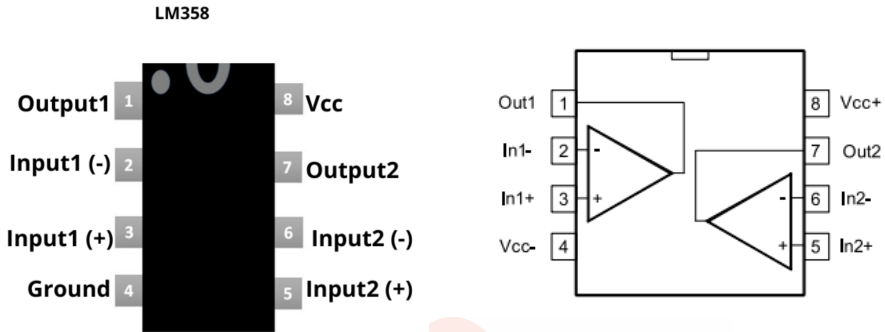 LM358
Output1 1 8 Vcc
Input1 (-) 2 7 Output2
Input1 (+) 3 6 Input2 (-)
Ground 4 5 Input2 (+)
Out1 1 8 Vcc+
In1- 2 - 7 Out2
In1+ 3 + - 6 In2-
Vcc- 4 + 5 In2+